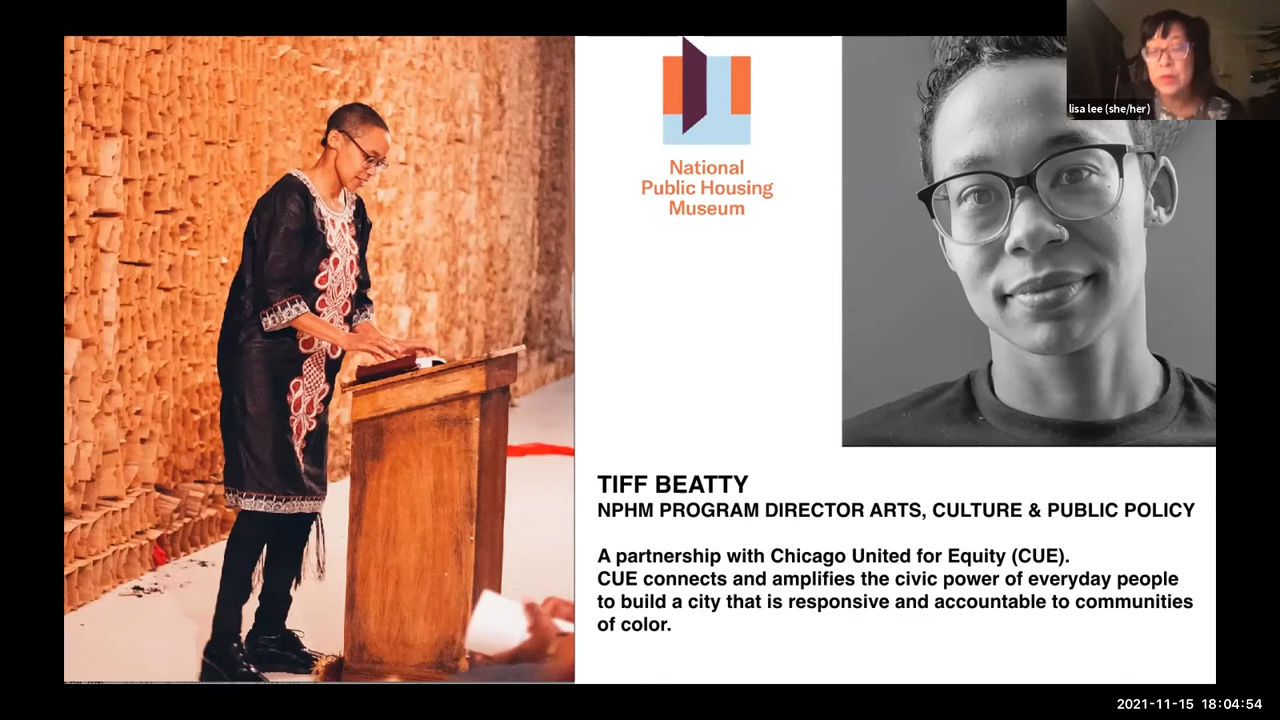 lisa lee (she/her)
National
Public Housing
Museum
TIFF BEATTY
NPHM PROGRAM DIRECTOR ARTS, CULTURE & PUBLIC POLICY
A partnership with Chicago United for Equity (CUE).
CUE connects and amplifies the civic power of everyday people
to build a city that is responsive and accountable to communities
of color.
2021-11-15 18:04:54